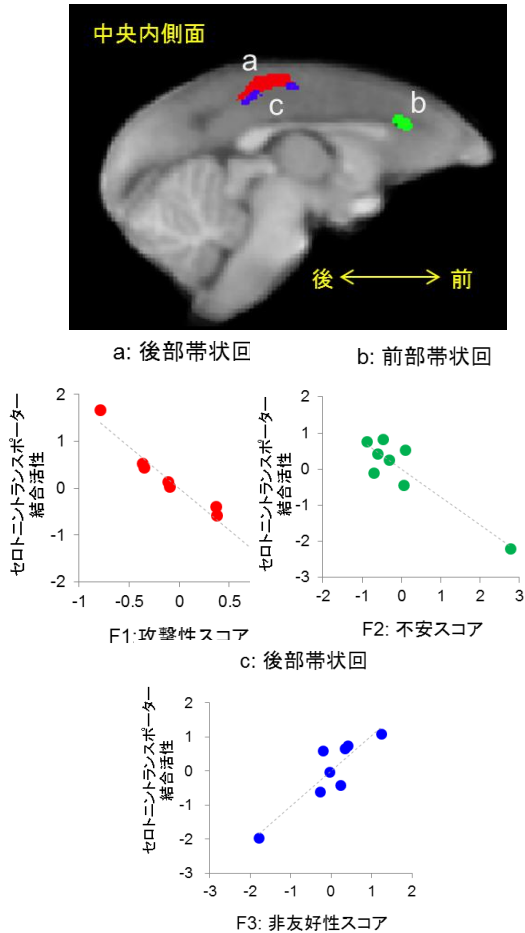 中央内側面
a
c
b
後 前
a: 後部帯状回
b: 前部帯状回
セロトニントランスポーター
結合活性
2
1
0
-1
-2
-1 -0.5 0 0.5
F1:攻撃性スコア
セロトニントランスポーター
結合活性
2
1
0
-1
-2
-3
-2 -1 0 1 2 3
F2: 不安スコア
c: 後部帯状回
セロトニントランスポーター
結合活性
2
1
0
-1
-2
-3
-3 -2 -1 0 1 2
F3: 非友好性スコア